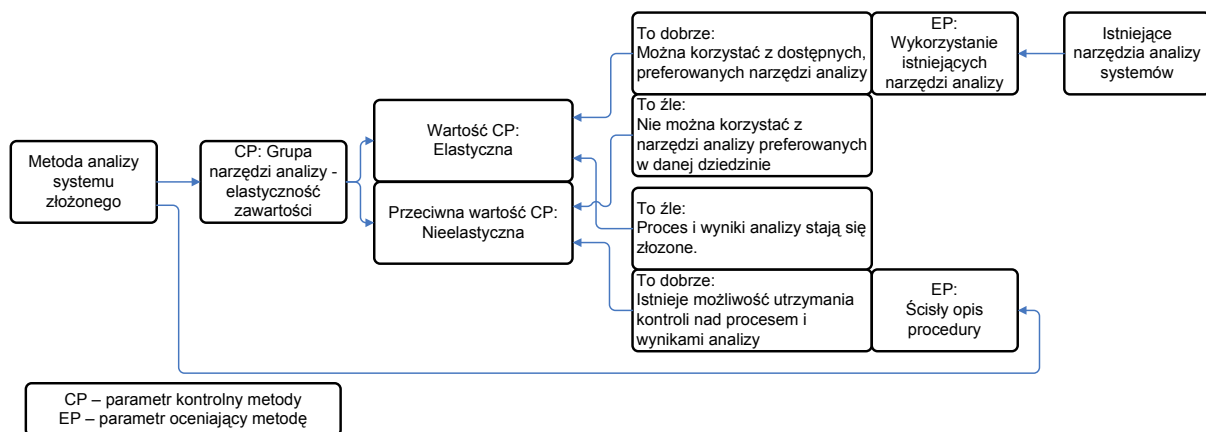 Metoda analizy
systemu
złożonego
CP: Grupa
narzędzi analizy -
elastyczność
zawartości
Wartość CP:
Elastyczna
Przeciwna wartość CP:
Nieelastyczna
To dobrze:
Można korzystać z dostępnych,
preferowanych narzędzi analizy
EP:
Wykorzystanie
istniejących
narzędzi analizy
Istniejące
narzędzia analizy
systemów
To źle:
Nie można korzystać z
narzędzi analizy preferowanych
w danej dziedzinie
To źle:
Proces i wyniki analizy stają się
złozone.
To dobrze:
Istnieje możliwość utrzymania
kontroli nad procesem i
wynikami analizy
EP:
Ścisły opis
procedury
CP – parametr kontrolny metody
EP – parametr oceniający metodę